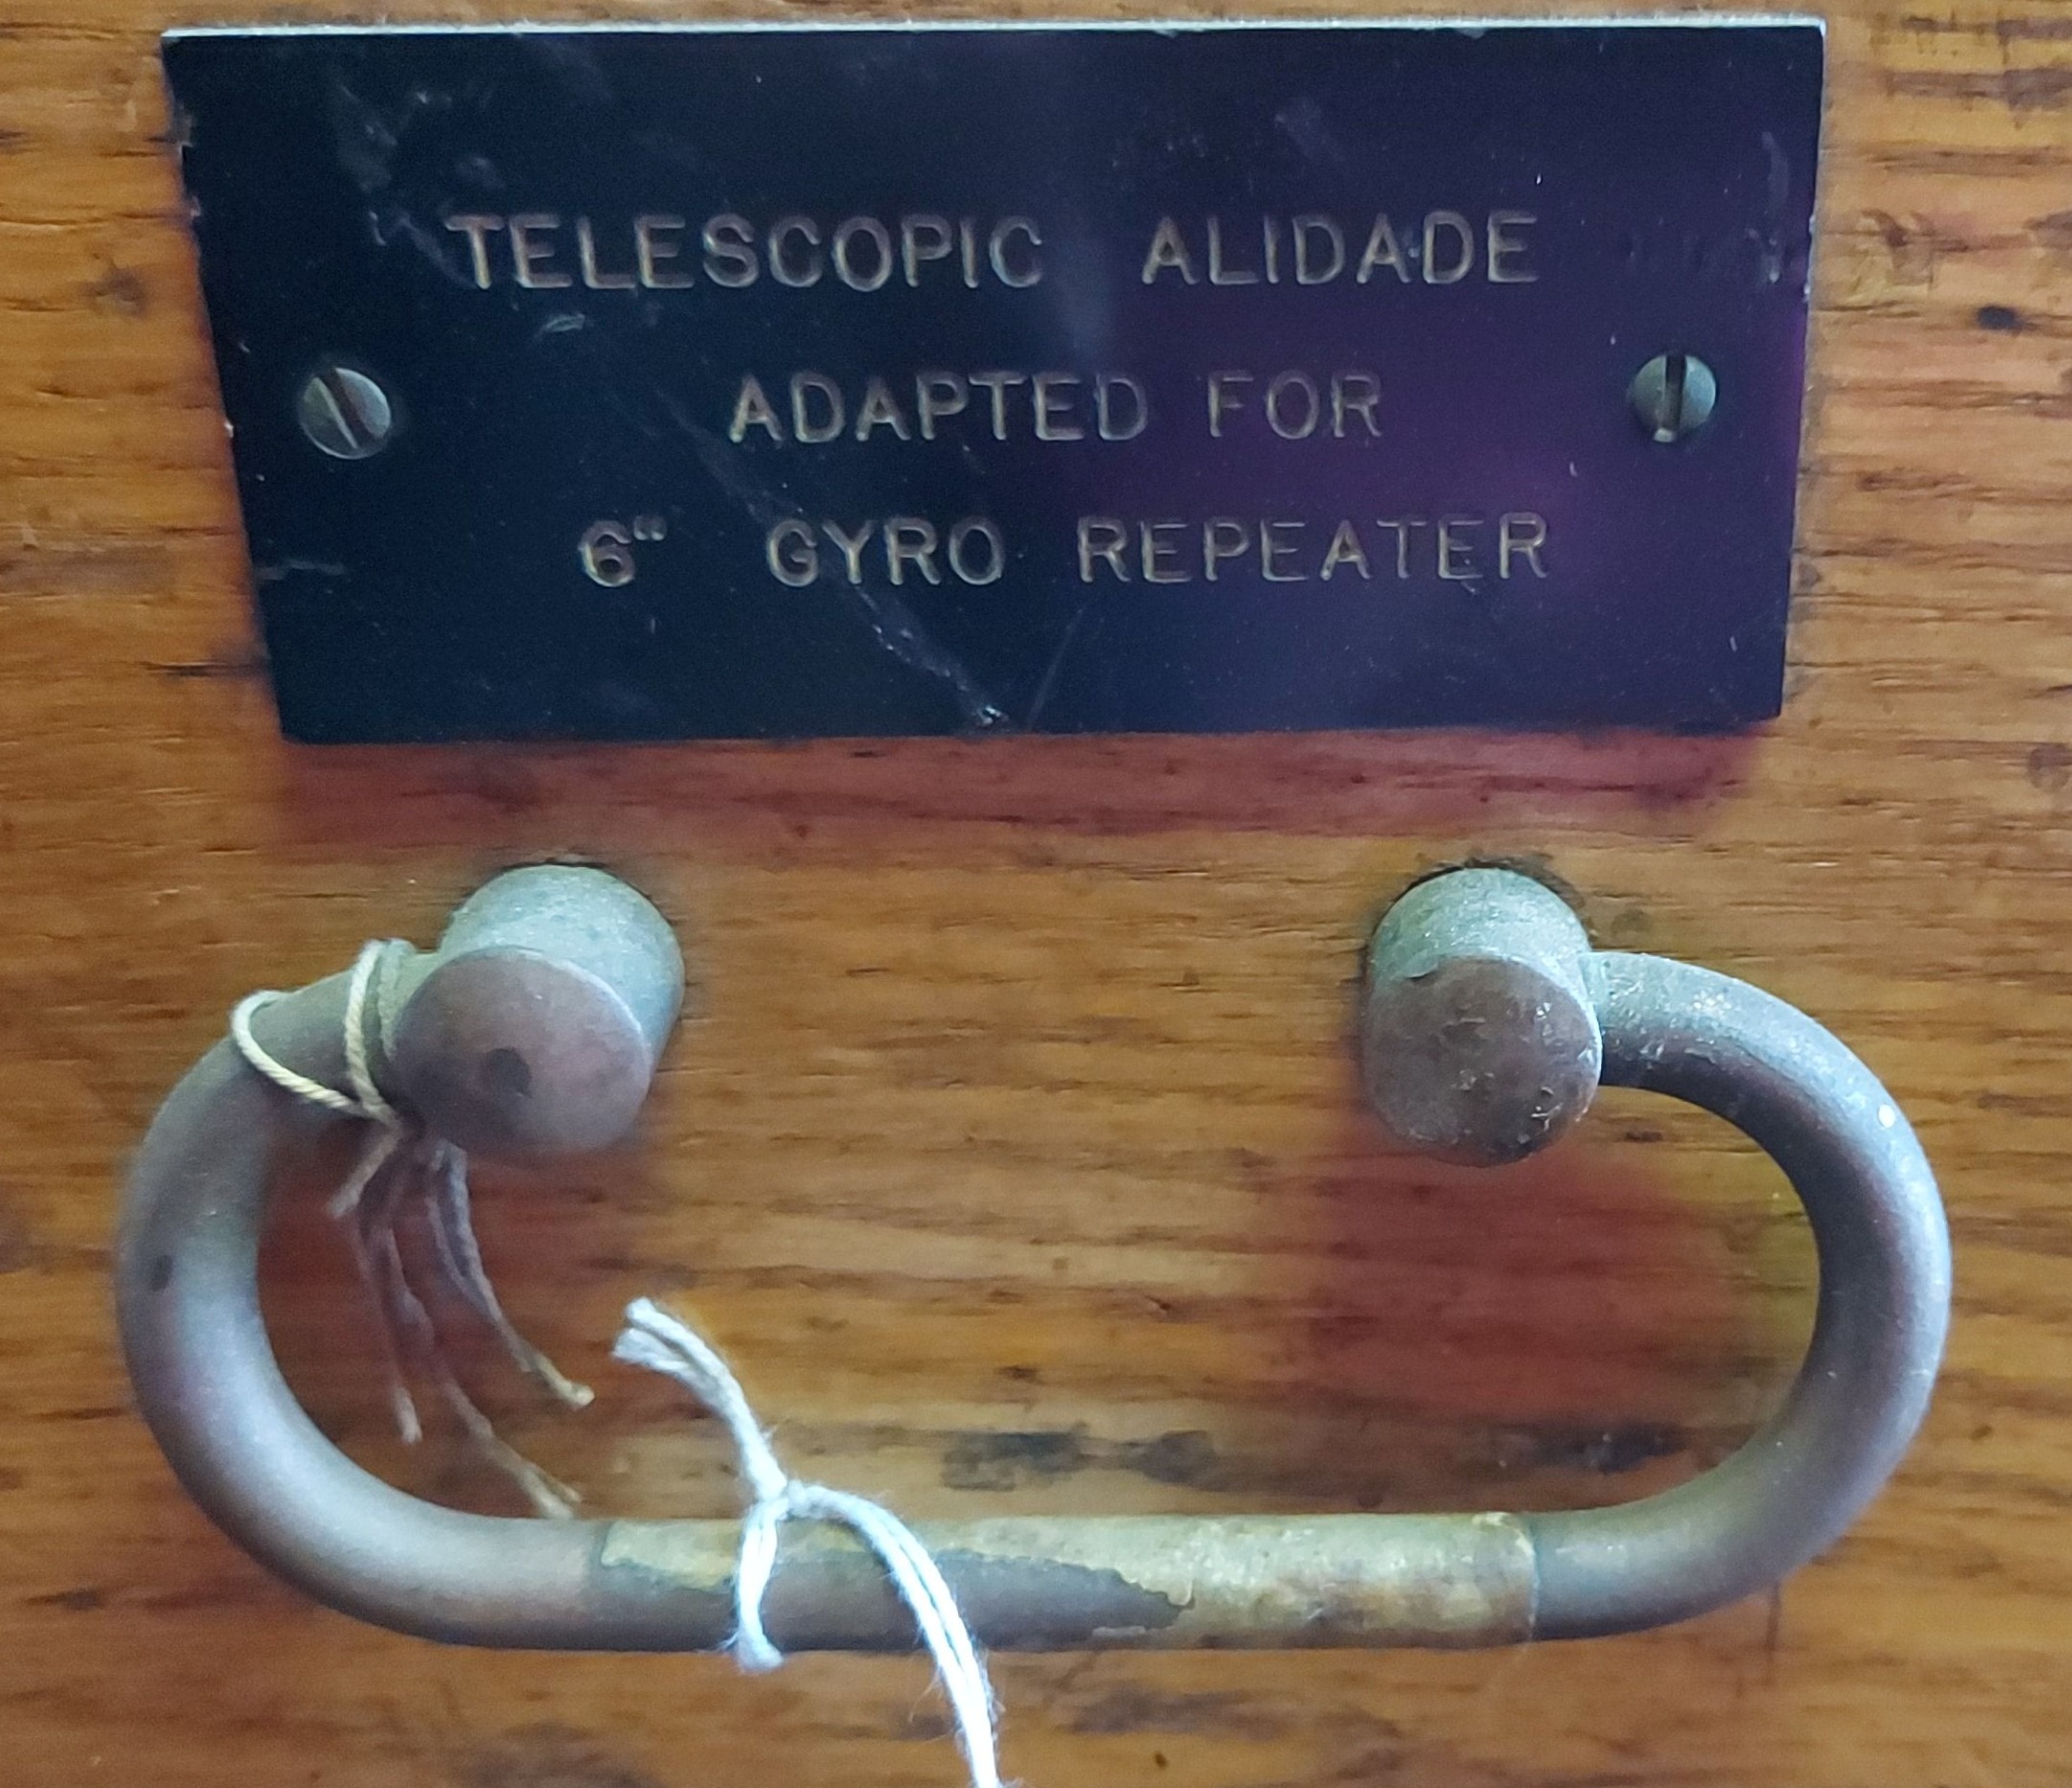 TELESCOPIC ALIDADE
ADAPTED FOR
6" GYRO REPEATER